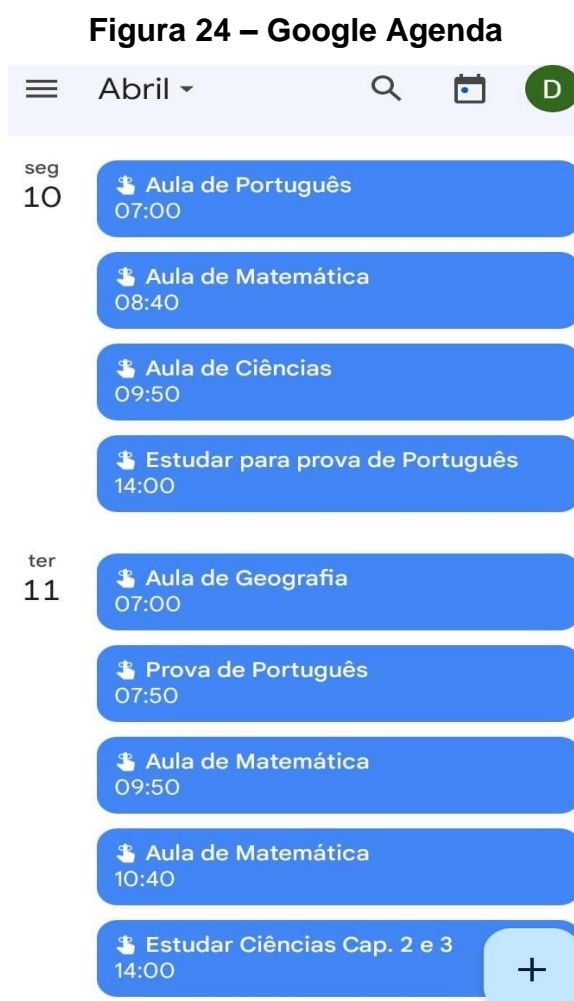 Figura 24 – Google Agenda
Abril
D
seg
10
Aula de Português
07:00
Aula de Matemática
08:40
Aula de Ciências
09:50
Estudar para prova de Português
14:00
ter
11
Aula de Geografia
07:00
Prova de Português
07:50
Aula de Matemática
09:50
Aula de Matemática
10:40
Estudar Ciências Cap. 2 e 3
14:00